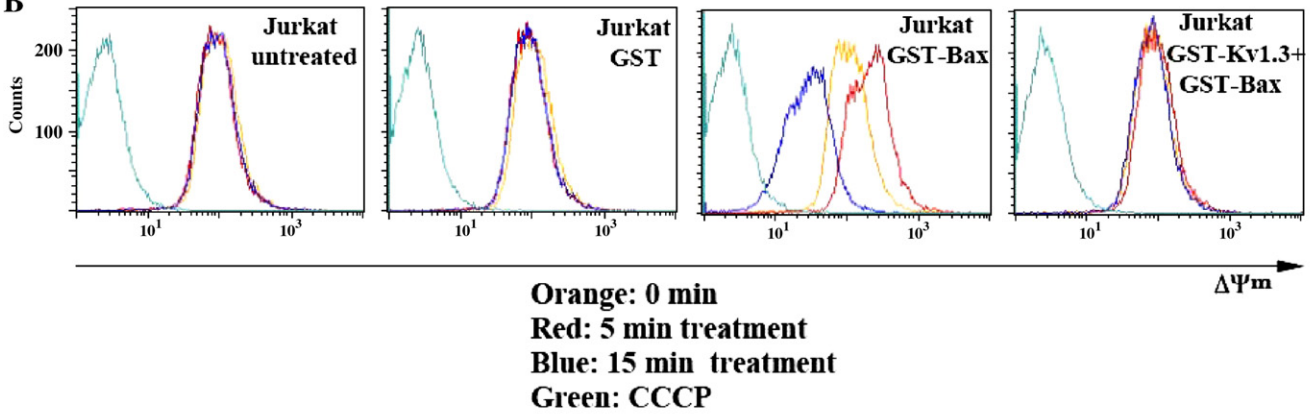 B
Jurkat
untreated
Jurkat
GST
Jurkat
GST-Bax
Jurkat
GST-Kv1.3+
GST-Bax
Counts
200
100
10¹ 10³
10¹ 10³
10¹ 10³
10¹ 10³
ΔΨm
Orange: 0 min
Red: 5 min treatment
Blue: 15 min treatment
Green: CCCP